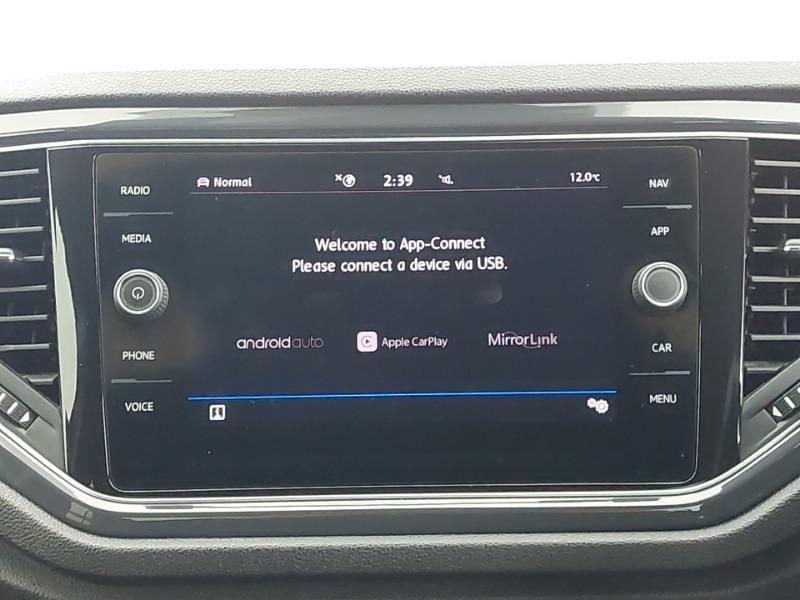 RADIO
MEDIA
PHONE
VOICE
Normal
2:39
12.0°C
Welcome to App-Connect
Please connect a device via USB.
androidauto
Apple CarPlay
MirrorLink
NAV
APP
CAR
MENU